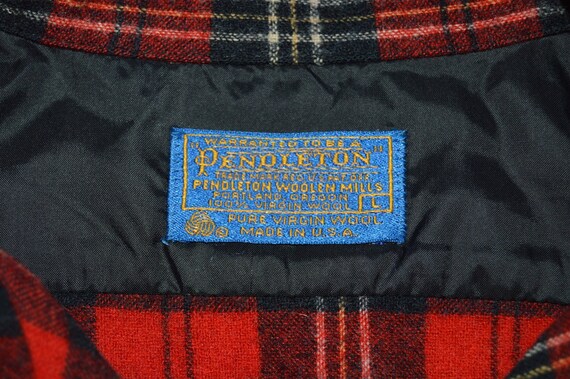 WARRANTED TO BE A
"PENDLETON"
TRADE MARK REG. U.S. PAT. OFF.
PENDLETON WOOLEN MILLS
PORTLAND, OREGON
100% VIRGIN WOOL
L
PURE VIRGIN WOOL
MADE IN U.S.A.